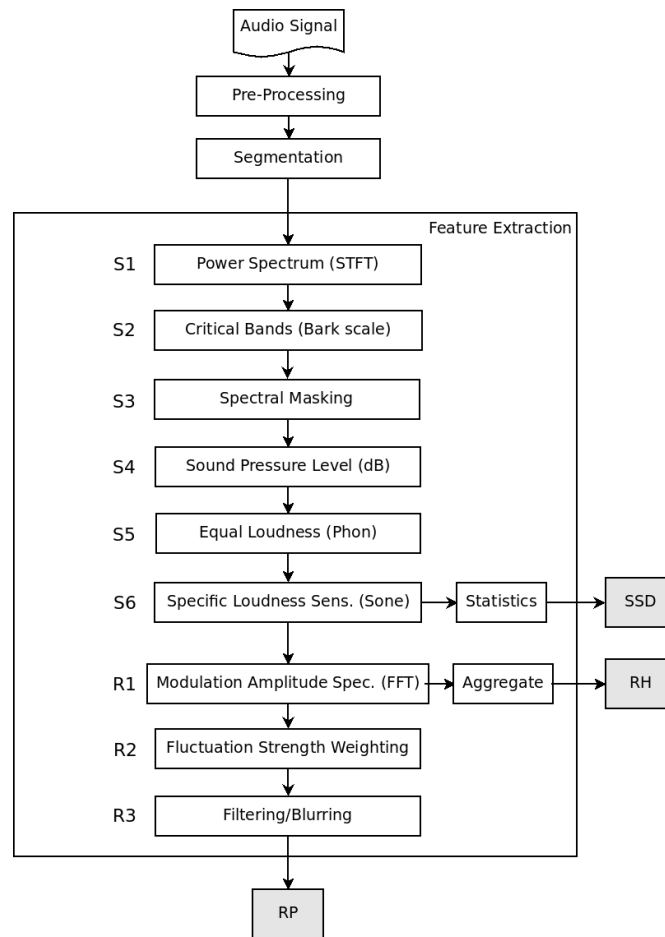 Audio Signal
Pre-Processing
Segmentation
Feature Extraction
S1
Power Spectrum (STFT)
S2
Critical Bands (Bark scale)
S3
Spectral Masking
S4
Sound Pressure Level (dB)
S5
Equal Loudness (Phon)
S6
Specific Loudness Sens. (Sone)
Statistics
SSD
R1
Modulation Amplitude Spec. (FFT)
Aggregate
RH
R2
Fluctuation Strength Weighting
R3
Filtering/Blurring
RP